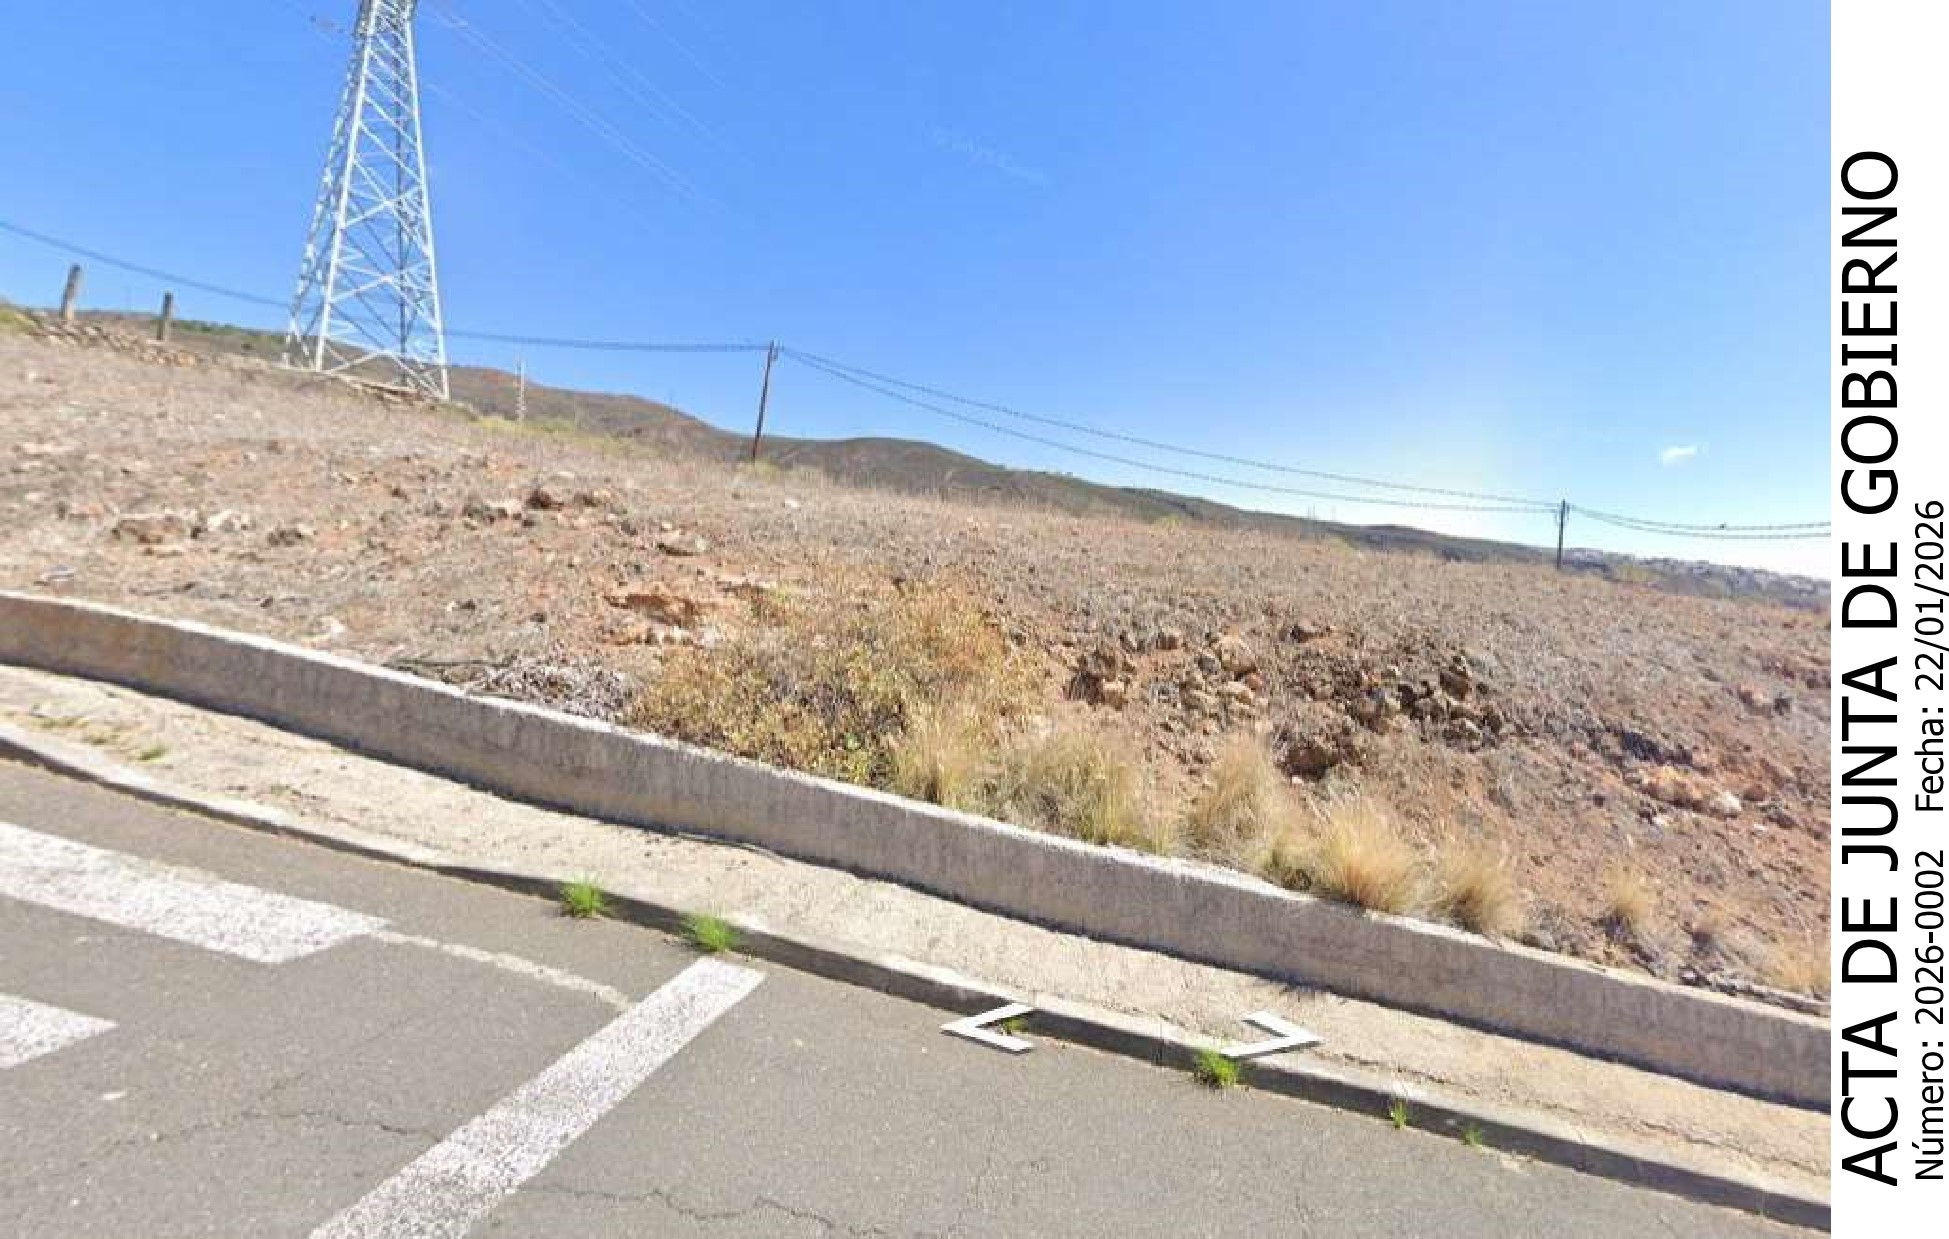 ACTA DE JUNTA DE GOBIERNO
Número: 2026-0002 Fecha: 22/01/2026